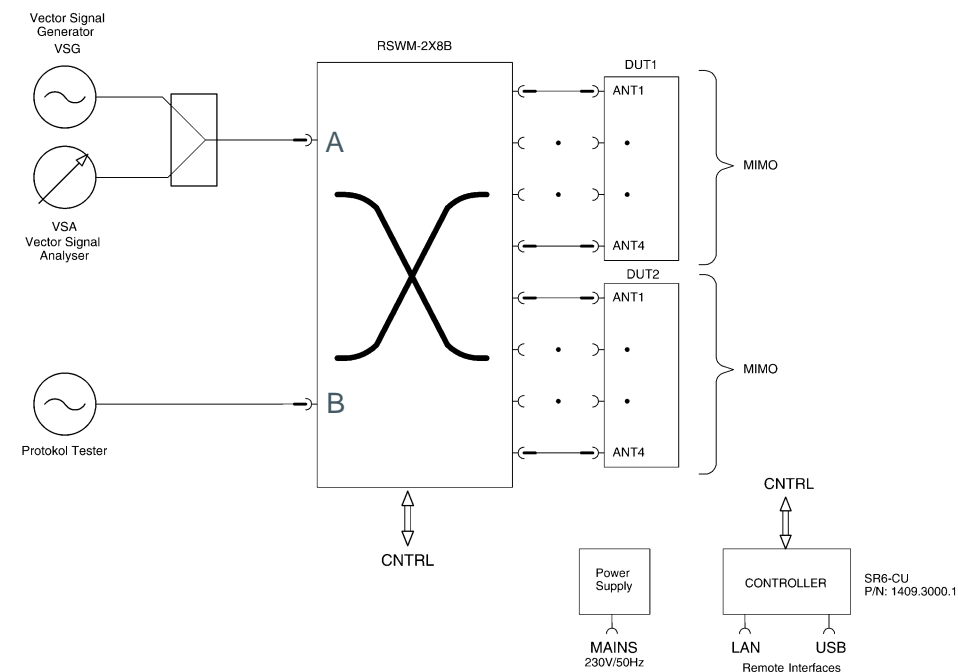 Vector Signal
Generator
VSG
RSWM-2X8B
DUT1
ANT1
A
MIMO
VSA
Vector Signal
Analyser
ANT4
DUT2
ANT1
MIMO
B
Protokol Tester
ANT4
CNTRL
CNTRL
Power
Supply
CONTROLLER
SR6-CU
P/N: 1409.3000.1
MAINS
230V/50Hz
LAN
USB
Remote Interfaces